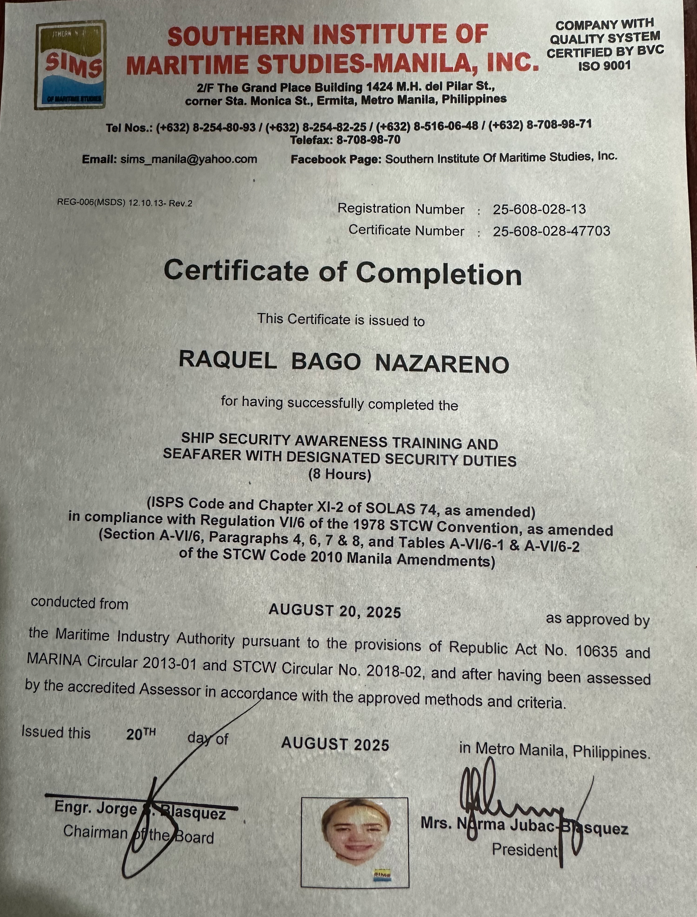 SIMS
OF MARITIME STUDIES
SOUTHERN INSTITUTE OF
MARITIME STUDIES-MANILA, INC.
COMPANY WITH
QUALITY SYSTEM
CERTIFIED BY BVC
ISO 9001
2/F The Grand Place Building 1424 M.H. del Pilar St.,
corner Sta. Monica St., Ermita, Metro Manila, Philippines
Tel Nos.: (+632) 8-254-80-93 / (+632) 8-254-82-25 / (+632) 8-516-06-48 / (+632) 8-708-98-71
Telefax: 8-708-98-70
Email: sims_manila@yahoo.com Facebook Page: Southern Institute Of Maritime Studies, Inc.
REG-006(MSDS) 12.10.13- Rev.2
Registration Number : 25-608-028-13
Certificate Number : 25-608-028-47703
Certificate of Completion
This Certificate is issued to
RAQUEL BAGO NAZARENO
for having successfully completed the
SHIP SECURITY AWARENESS TRAINING AND
SEAFARER WITH DESIGNATED SECURITY DUTIES
(8 Hours)
(ISPS Code and Chapter XI-2 of SOLAS 74, as amended)
in compliance with Regulation VI/6 of the 1978 STCW Convention, as amended
(Section A-VI/6, Paragraphs 4, 6, 7 & 8, and Tables A-VI/6-1 & A-VI/6-2
of the STCW Code 2010 Manila Amendments)
conducted from AUGUST 20, 2025 as approved by
the Maritime Industry Authority pursuant to the provisions of Republic Act No. 10635 and
MARINA Circular 2013-01 and STCW Circular No. 2018-02, and after having been assessed
by the accredited Assessor in accordance with the approved methods and criteria.
Issued this 20TH day of AUGUST 2025 in Metro Manila, Philippines.
Engr. Jorge Blasquez
Chairman of the Board
SIMS
Mrs. Norma Jubac-Blasquez
President